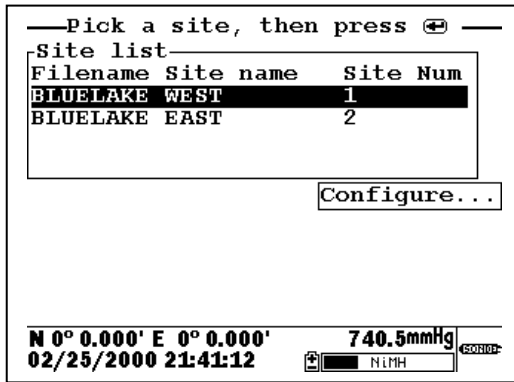 Pick a site, then press
Site list
Filename Site name Site Num
BLUELAKE WEST 1
BLUELAKE EAST 2
Configure...
N 0° 0.000' E 0° 0.000' 740.5mmHg
SONDE
02/25/2000 21:41:12 NiMH